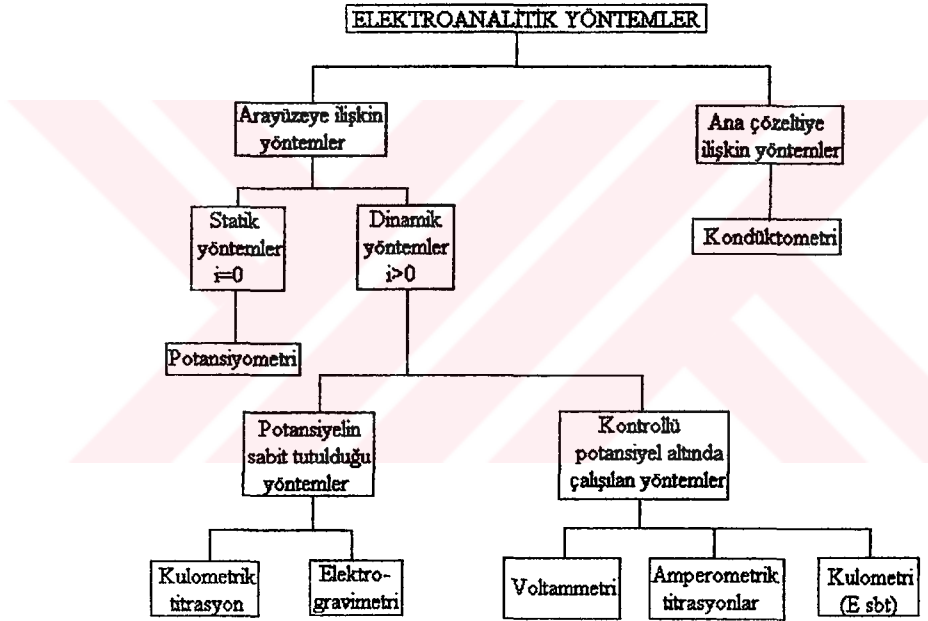 ELEKTROANALİTİK YÖNTEMLER
Arayüzeye ilişkin
yöntemler
Ana çözeltiye
ilişkin yöntemler
Statik
yöntemler
i=0
Dinamik
yöntemler
i>0
Kondüktometri
Potansiyometri
Potansiyelin
sabit tutulduğu
yöntemler
Kontrollü
potansiyel altında
çalışılan yöntemler
Kulometrik
titrasyon
Elektro-
gravimetri
Voltammetri
Amperometrik
titrasyonlar
Kulometri
(E sbt)